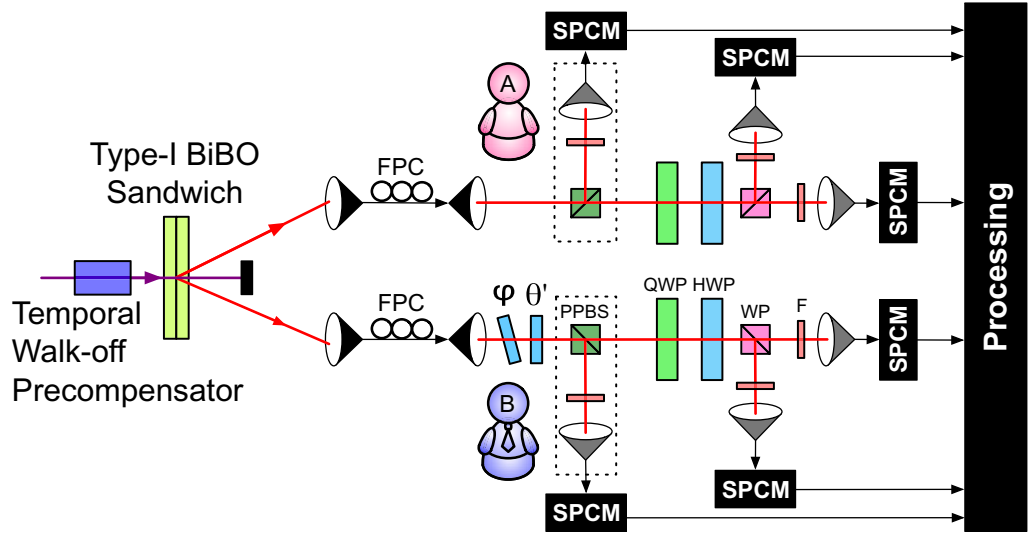 SPCM
SPCM
A
Type-I BiBO
Sandwich
FPC
SPCM
Processing
FPC
φ
θ'
PPBS
QWP
HWP
WP
F
SPCM
Temporal
Walk-off
Precompensator
B
SPCM
SPCM